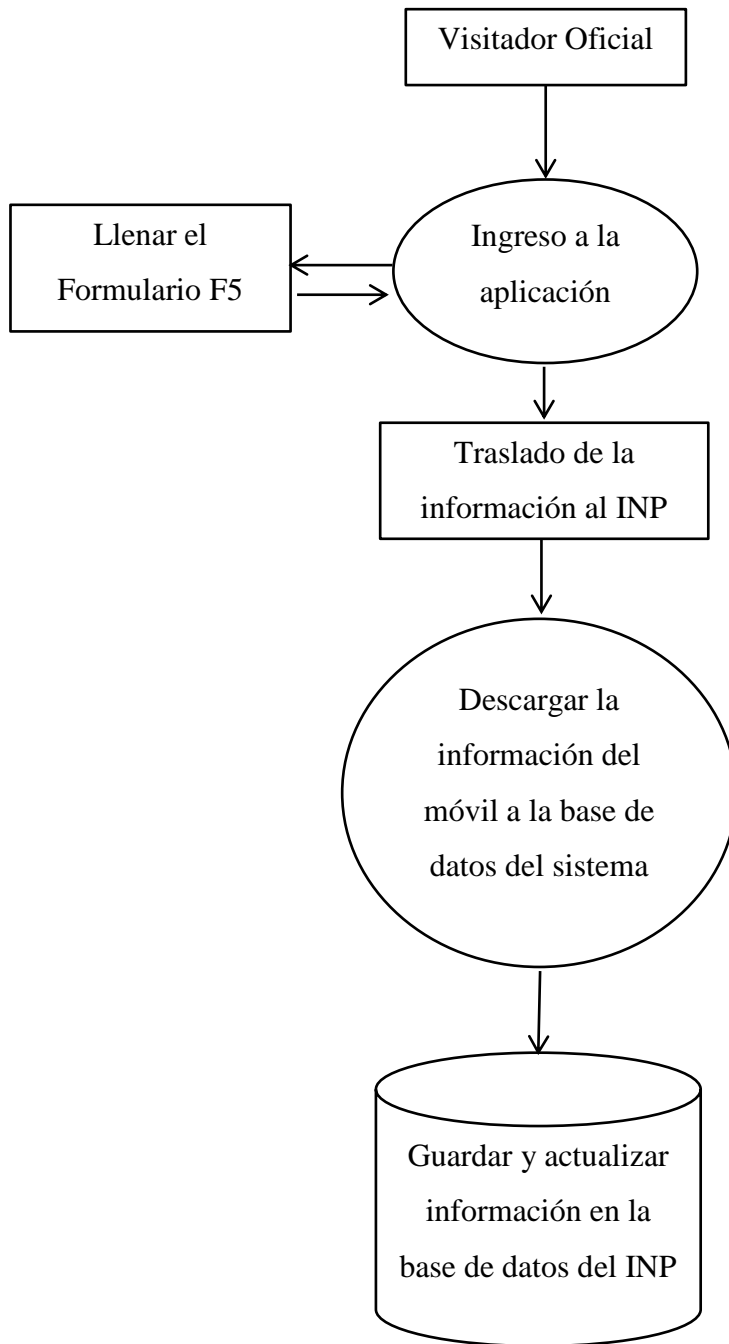 Visitador Oficial
Llenar el
Formulario F5
Ingreso a la
aplicación
Traslado de la
información al INP
Descargar la
información del
móvil a la base de
datos del sistema
Guardar y actualizar
información en la
base de datos del INP